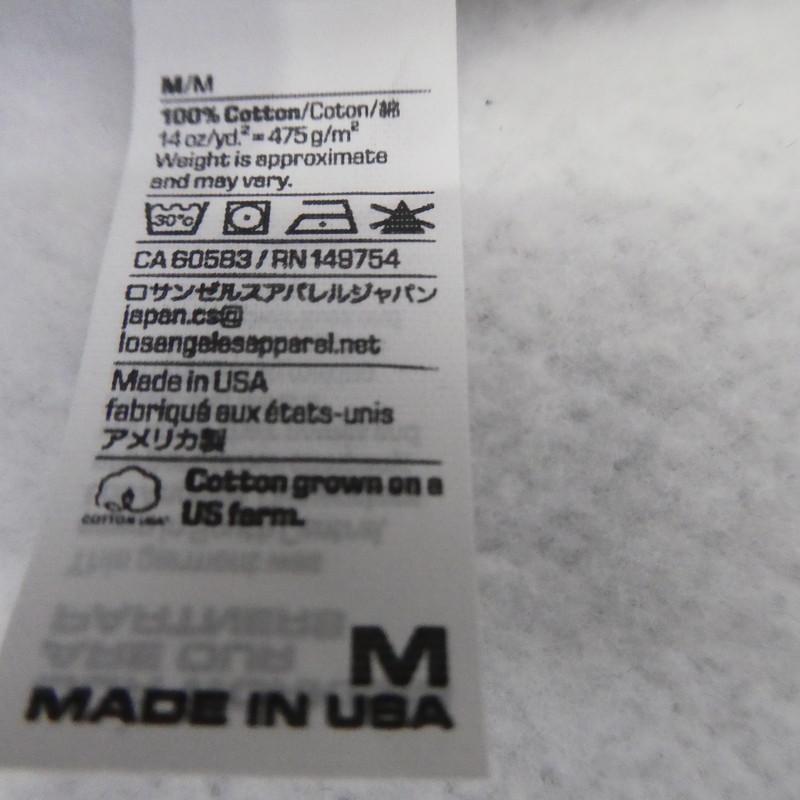 M/M
100% Cotton/Coton/綿
14 oz/yd.² = 475 g/m²
Weight is approximate
and may vary.
30°C
CA 60583 / RN 149754
ロサンゼルスアパレルジャパン
japan.cs@
losangelesapparel.net
Made in USA
fabriqué aux états-unis
アメリカ製
Cotton grown on a
US farm.
COTTON USA
M
MADE IN USA